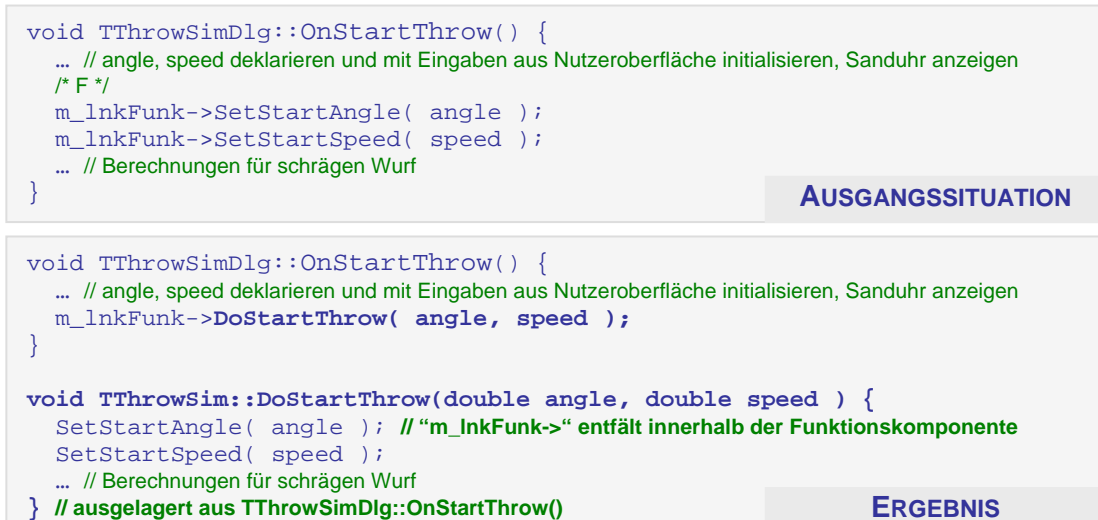 void TThrowSimDlg::OnStartThrow() {
… // angle, speed deklarieren und mit Eingaben aus Nutzeroberfläche initialisieren, Sanduhr anzeigen
/* F */
m_lnkFunk->SetStartAngle( angle );
m_lnkFunk->SetStartSpeed( speed );
… // Berechnungen für schrägen Wurf
}
AUSGANGSSITUATION
void TThrowSimDlg::OnStartThrow() {
… // angle, speed deklarieren und mit Eingaben aus Nutzeroberfläche initialisieren, Sanduhr anzeigen
m_lnkFunk->DoStartThrow( angle, speed );
}
void TThrowSim::DoStartThrow(double angle, double speed ) {
SetStartAngle( angle ); // “m_lnkFunk->“ entfält innerhalb der Funktionskomponente
SetStartSpeed( speed );
… // Berechnungen für schrägen Wurf
} // ausgelagert aus TThrowSimDlg::OnStartThrow()
ERGEBNIS